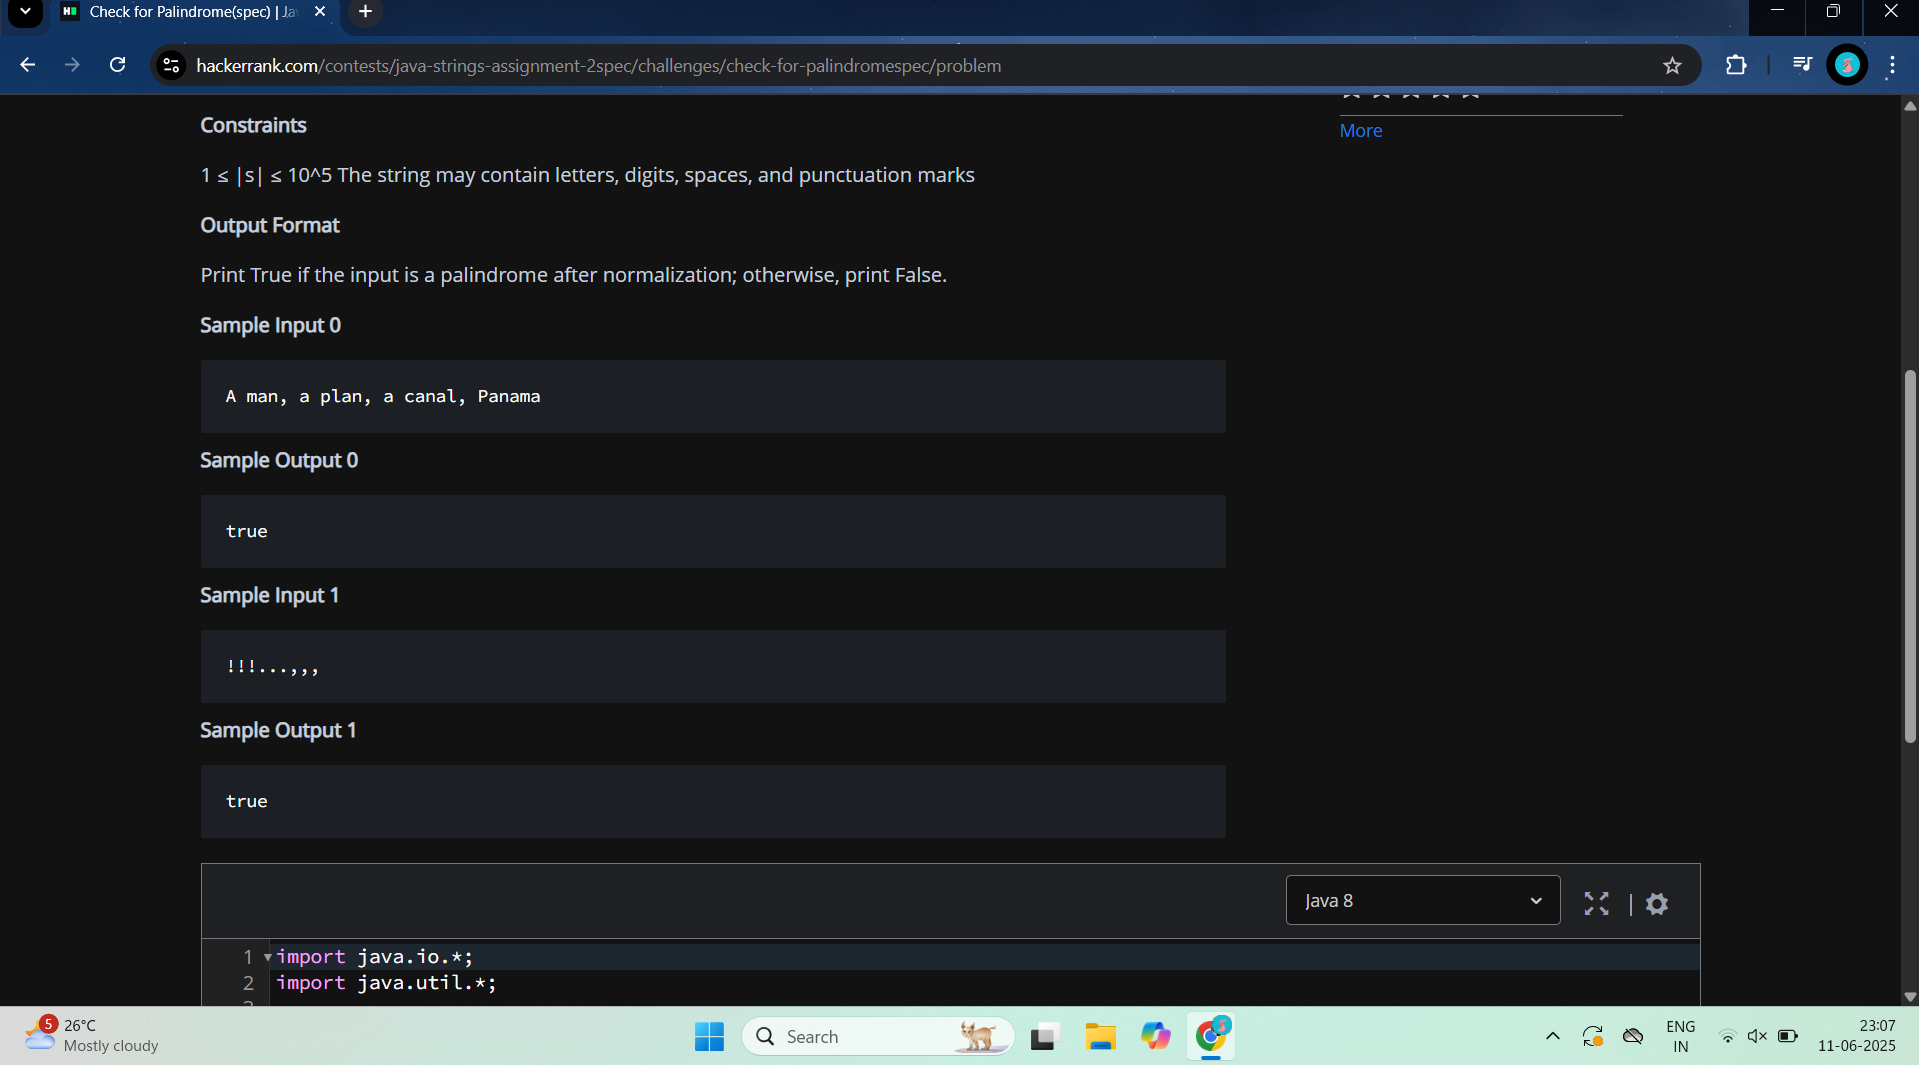 Check for Palindrome(spec) | Ja
hackerrank.com/contests/java-strings-assignment-2spec/challenges/check-for-palindromespec/problem
More
Constraints
1 ≤ |s| ≤ 10^5 The string may contain letters, digits, spaces, and punctuation marks
Output Format
Print True if the input is a palindrome after normalization; otherwise, print False.
Sample Input 0
A man, a plan, a canal, Panama
Sample Output 0
true
Sample Input 1
!!!...,,,
Sample Output 1
true
Java 8
1 import java.io.*;
2 import java.util.*;
5
26°C
Mostly cloudy
Search
ENG
IN
23:07
11-06-2025